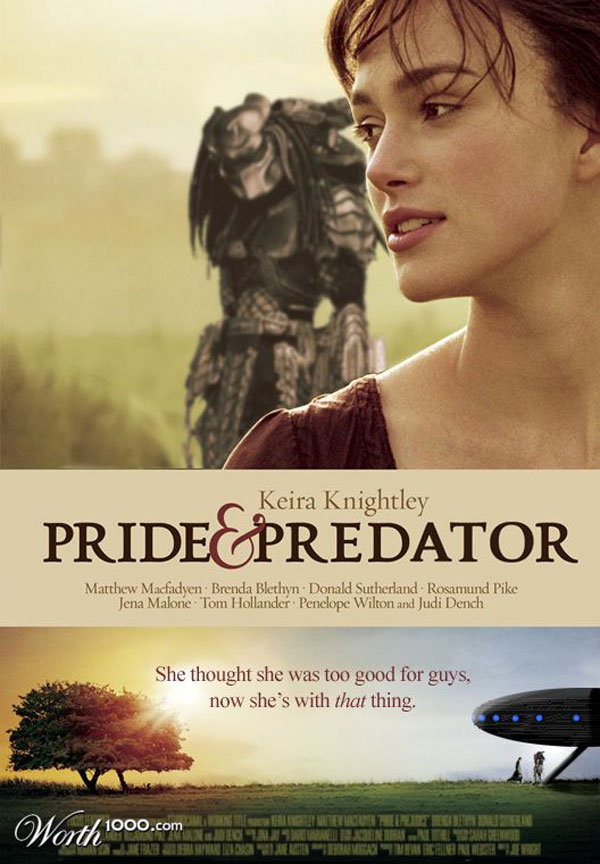 Keira Knightley
PRIDE & PREDATOR
Matthew Macfadyen · Brenda Blethyn · Donald Sutherland · Rosamund Pike
Jena Malone · Tom Hollander · Penelope Wilton and Judi Dench
She thought she was too good for guys,
now she's with that thing.
Worth1000.com